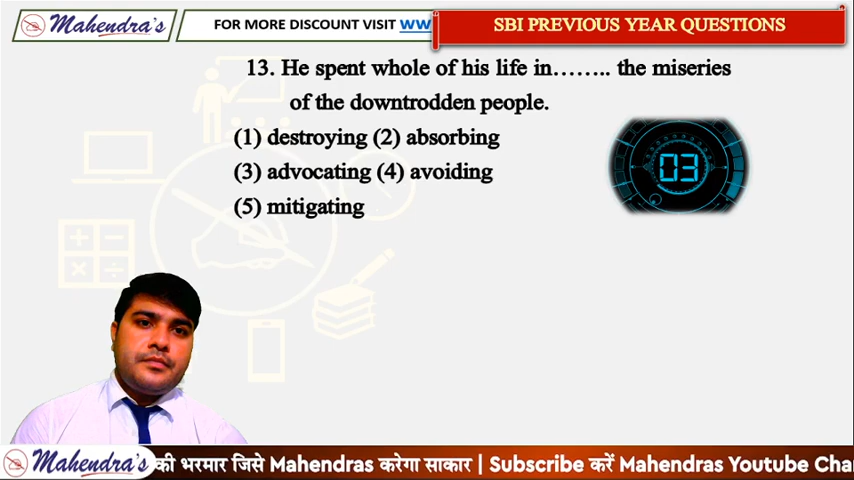 Mahendra's
FOR MORE DISCOUNT VISIT WW
SBI PREVIOUS YEAR QUESTIONS
13. He spent whole of his life in........ the miseries
of the downtrodden people.
(1) destroying (2) absorbing
(3) advocating (4) avoiding
(5) mitigating
03
Mahendra's की भरमार जिसे Mahendras करेगा साकार | Subscribe करें Mahendras Youtube Cha